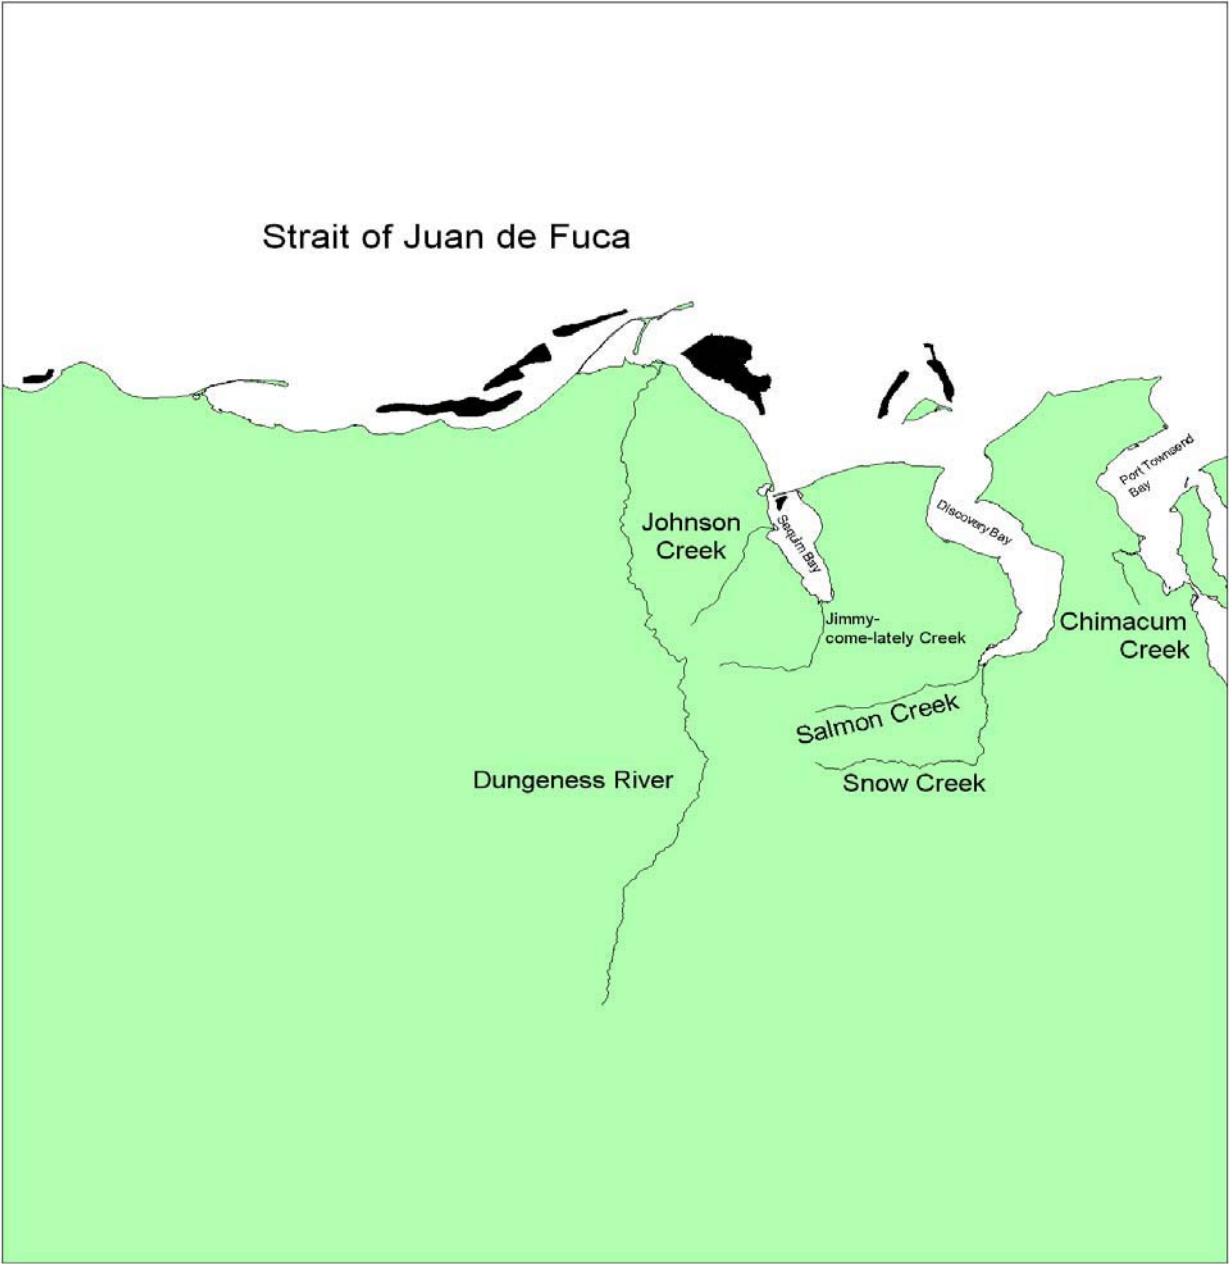 Strait of Juan de Fuca
Port Townsend
Bay
Discovery Bay
Johnson
Creek
Sequim Bay
Jimmy-
come-lately Creek
Chimacum
Creek
Salmon Creek
Dungeness River
Snow Creek